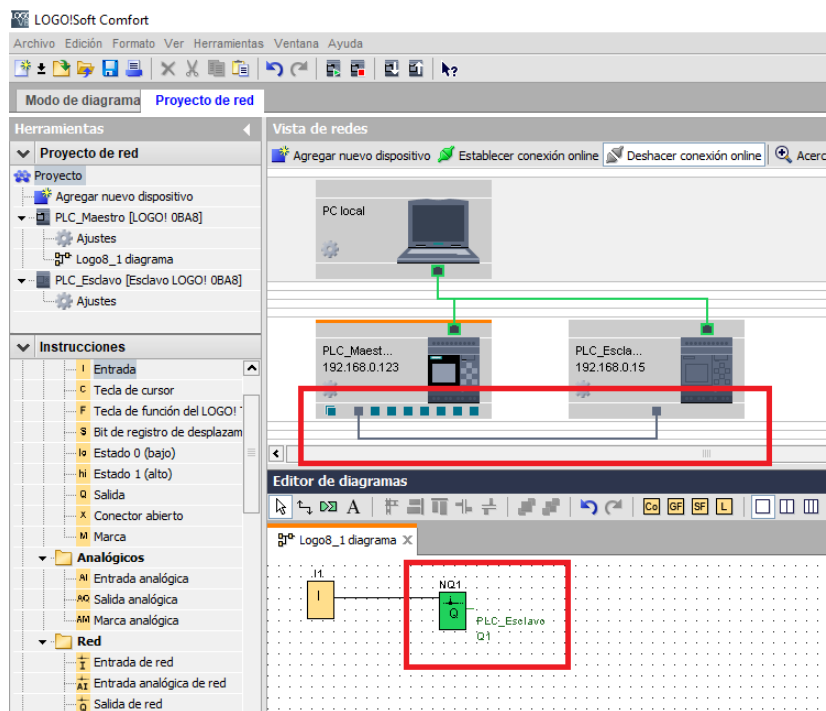 LOGO!Soft Comfort
Archivo Edición Formato Ver Herramientas Ventana Ayuda
Modo de diagrama Proyecto de red
Herramientas
Proyecto de red
Proyecto
Agregar nuevo dispositivo
PLC_Maestro [LOGO! 0BA8]
Ajustes
Logo8_1 diagrama
PLC_Esclavo [Esclavo LOGO! 0BA8]
Ajustes
Instrucciones
I Entrada
C Tecla de cursor
F Tecla de función del LOGO!
S Bit de registro de desplazam
lo Estado 0 (bajo)
hi Estado 1 (alto)
Q Salida
X Conector abierto
M Marca
Analógicos
AI Entrada analógica
AQ Salida analógica
AM Marca analógica
Red
I Entrada de red
AI Entrada analógica de red
Q Salida de red
Vista de redes
Agregar nuevo dispositivo Establecer conexión online Deshacer conexión online Acerc
PC local
PLC_Maest...
192.168.0.123
PLC_Escla...
192.168.0.15
Editor de diagramas
A Co GF SF L
Logo8_1 diagrama
I1
I
NQ1
Q
PLC_Esclavo
Q1